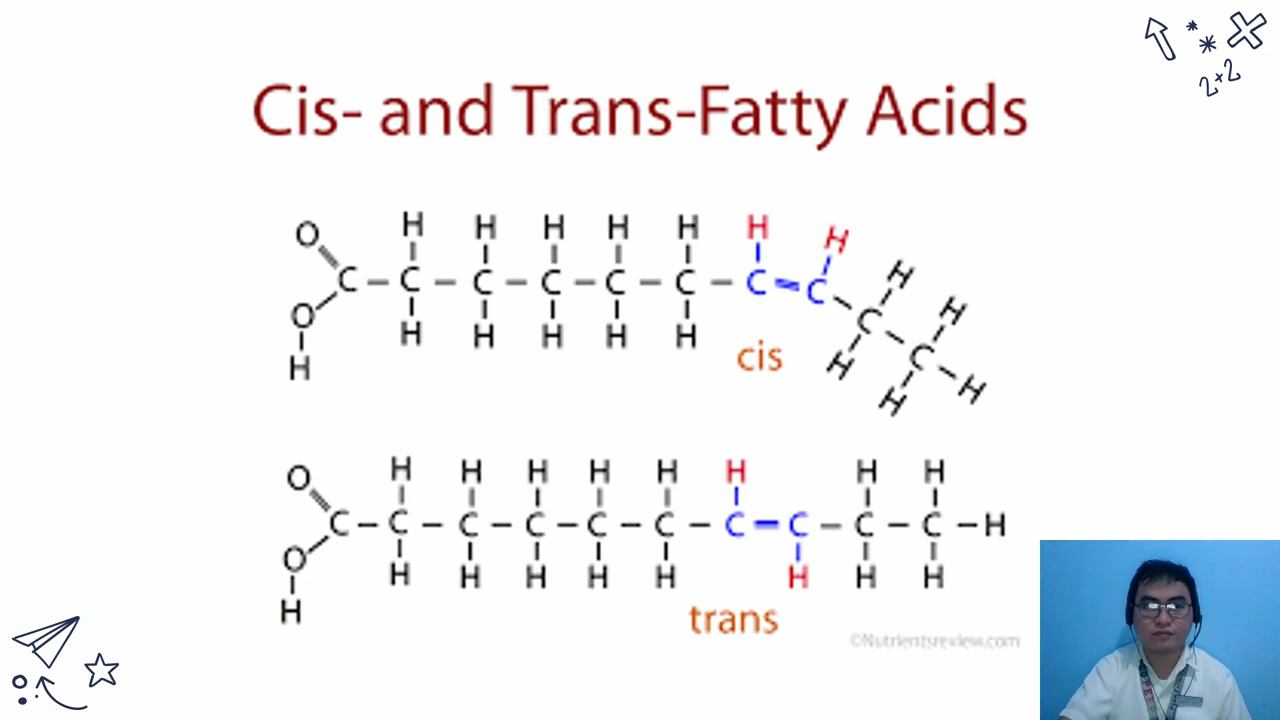 2+2
Cis- and Trans-Fatty Acids
O H H H H H H H
C – C – C – C – C – C – C = C H
O C H
H H H H H H C
H cis H H
H
O H H H H H H H
C – C – C – C – C – C – C = C – C – C – H
O H H H H H H H H
H
trans
©Nutrientsreview.com